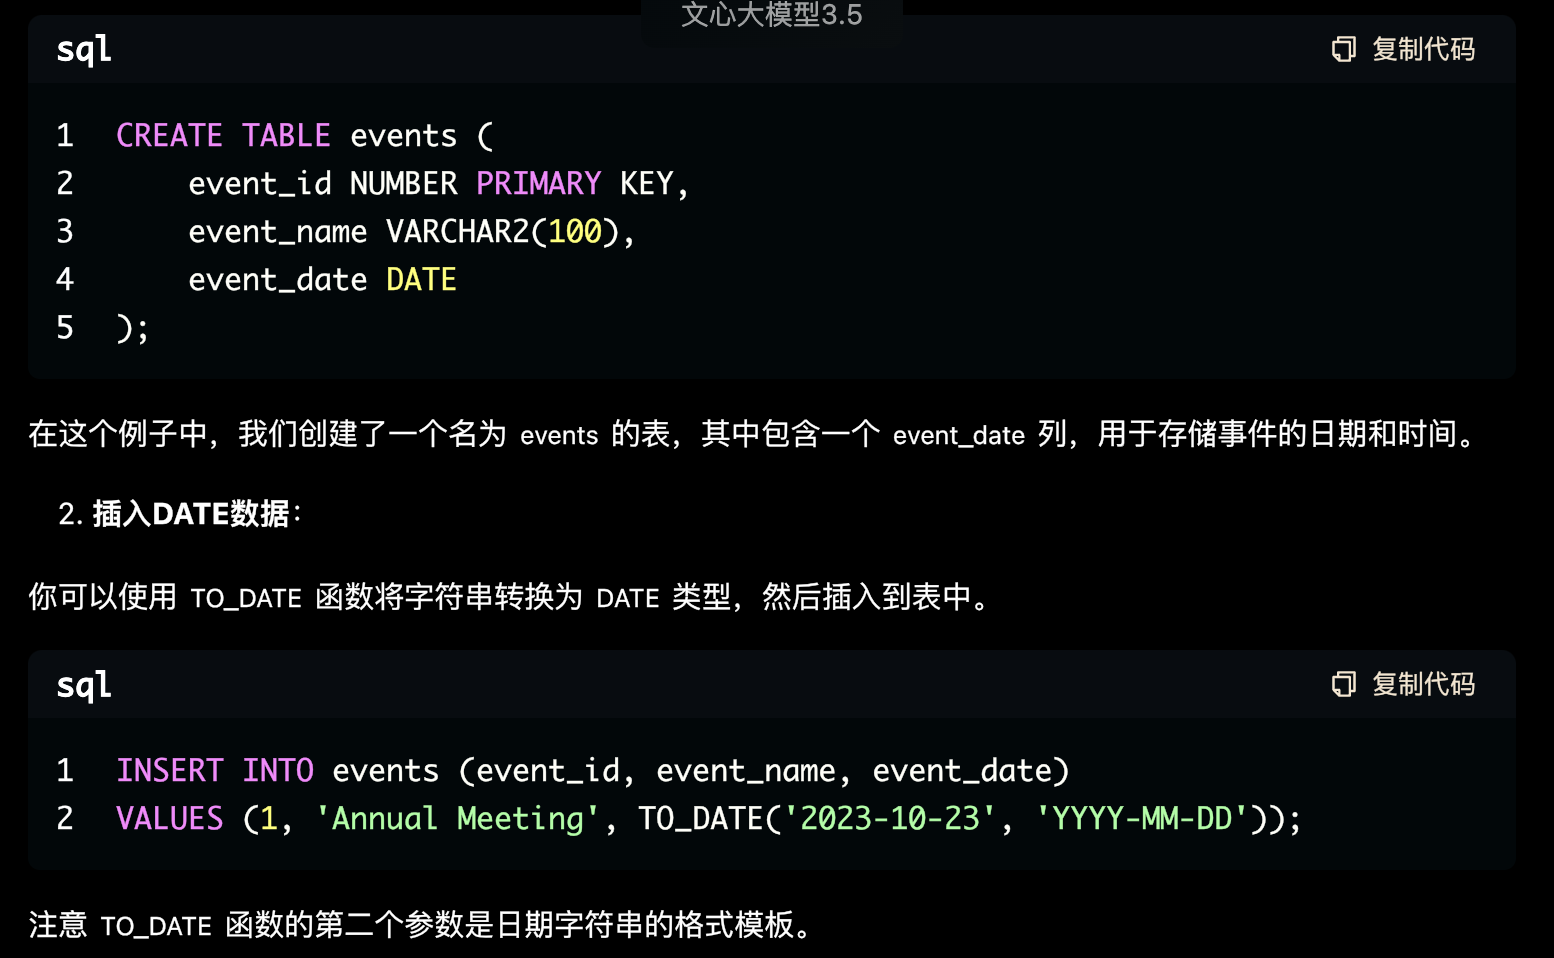 文心大模型3.5
sql
复制代码
1 CREATE TABLE events (
2     event_id NUMBER PRIMARY KEY,
3     event_name VARCHAR2(100),
4     event_date DATE
5 );
在这个例子中，我们创建了一个名为 events 的表，其中包含一个 event_date 列，用于存储事件的日期和时间。
2. 插入DATE数据：
你可以使用 TO_DATE 函数将字符串转换为 DATE 类型，然后插入到表中。
sql
复制代码
1 INSERT INTO events (event_id, event_name, event_date)
2 VALUES (1, 'Annual Meeting', TO_DATE('2023-10-23', 'YYYY-MM-DD'));
注意 TO_DATE 函数的第二个参数是日期字符串的格式模板。